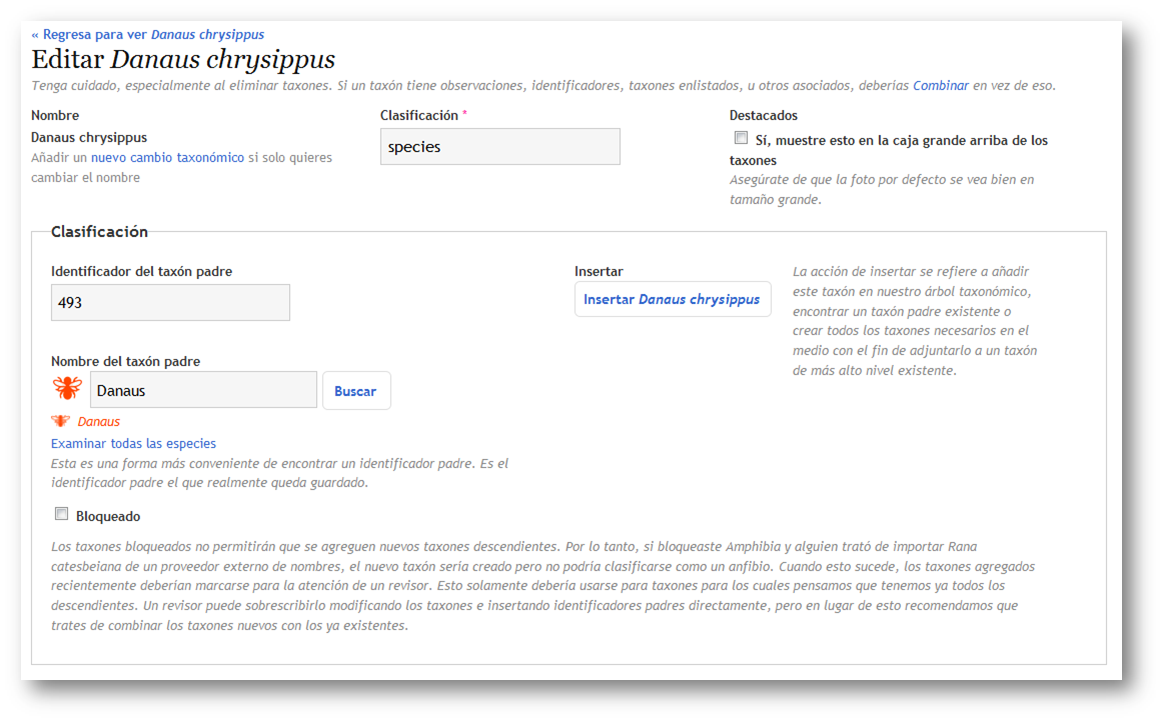 « Regresa para ver Danaus chrysippus
Editar Danaus chrysippus
Tenga cuidado, especialmente al eliminar taxones. Si un taxón tiene observaciones, identificadores, taxones enlistados, u otros asociados, deberías Combinar en vez de eso.
Nombre
Danaus chrysippus
Añadir un nuevo cambio taxonómico si solo quieres
cambiar el nombre
Clasificación *
species
Destacados
Sí, muestre esto en la caja grande arriba de los
taxones
Asegúrate de que la foto por defecto se vea bien en
tamaño grande.
Clasificación
Identificador del taxón padre
493
Insertar
Insertar Danaus chrysippus
La acción de insertar se refiere a añadir
este taxón en nuestro árbol taxonómico,
encontrar un taxón padre existente o
crear todos los taxones necesarios en el
medio con el fin de adjuntarlo a un taxón
de más alto nivel existente.
Nombre del taxón padre
Danaus
Buscar
Danaus
Examinar todas las especies
Esta es una forma más conveniente de encontrar un identificador padre. Es el
identificador padre el que realmente queda guardado.
Bloqueado
Los taxones bloqueados no permitirán que se agreguen nuevos taxones descendientes. Por lo tanto, si bloqueaste Amphibia y alguien trató de importar Rana
catesbeiana de un proveedor externo de nombres, el nuevo taxón sería creado pero no podría clasificarse como un anfibio. Cuando esto sucede, los taxones agregados
recientemente deberían marcarse para la atención de un revisor. Esto solamente debería usarse para taxones para los cuales pensamos que tenemos ya todos los
descendientes. Un revisor puede sobrescribirlo modificando los taxones e insertando identificadores padres directamente, pero en lugar de esto recomendamos que
trates de combinar los taxones nuevos con los ya existentes.